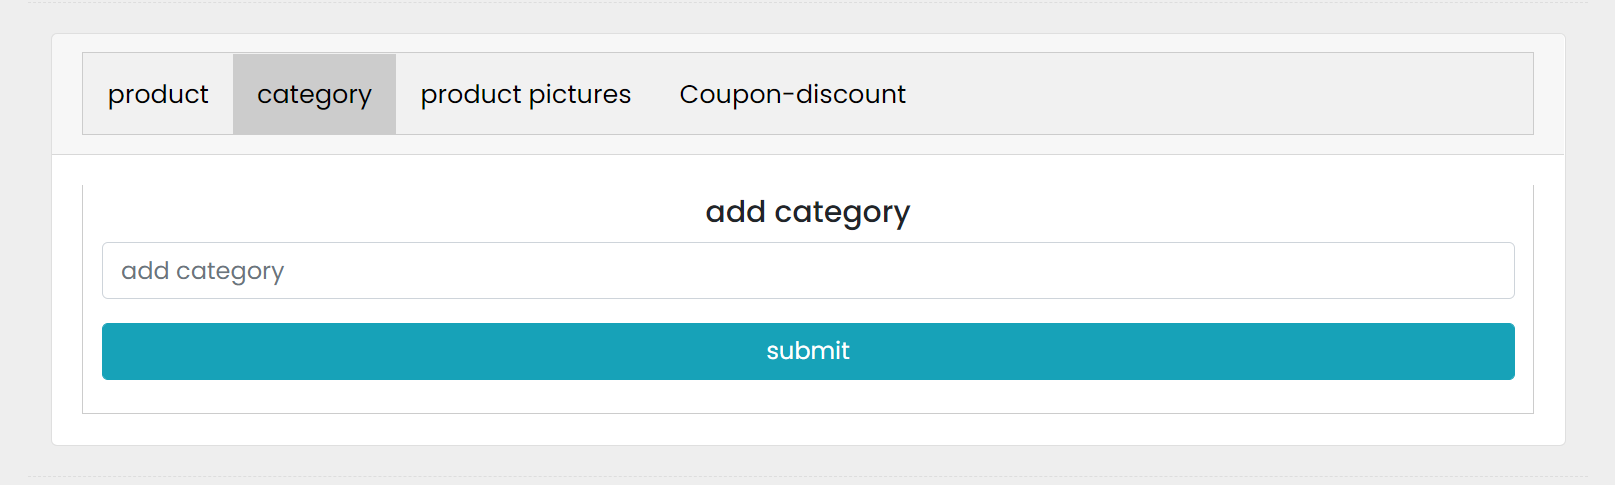 product category product pictures Coupon-discount
add category
add category
submit